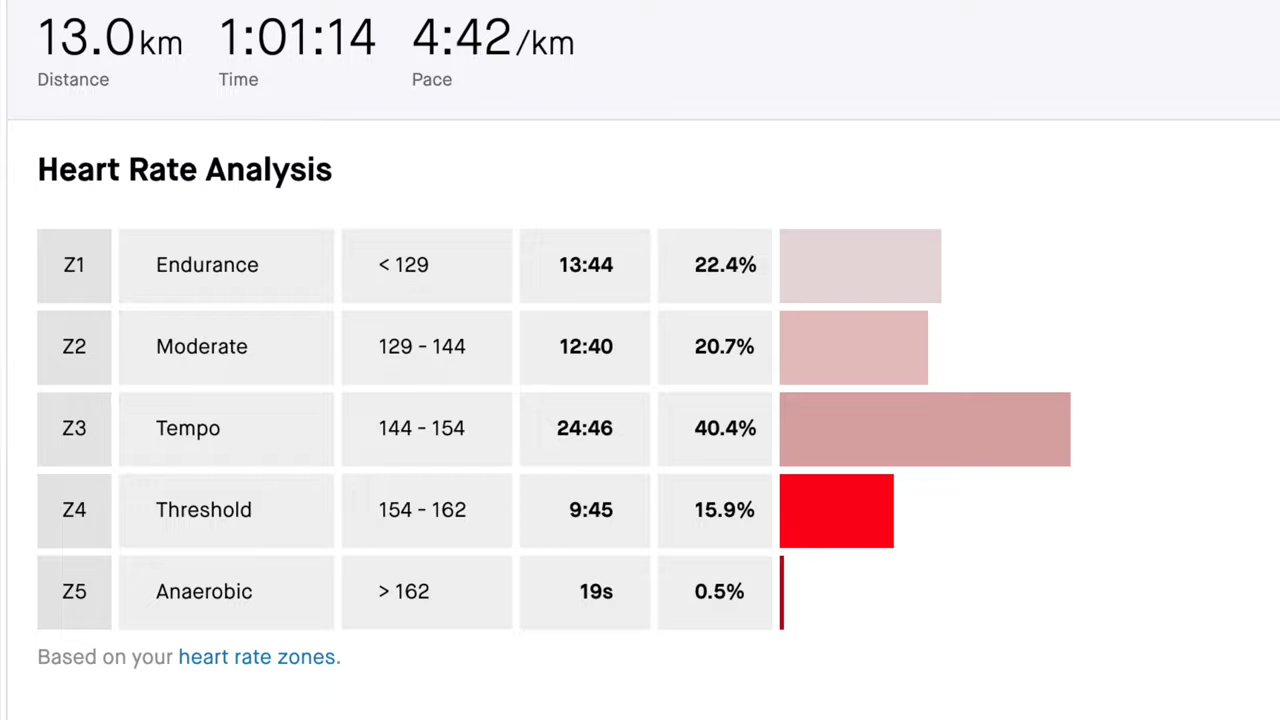 13.0 km 1:01:14 4:42 /km
Distance Time Pace
Heart Rate Analysis
Z1 Endurance < 129 13:44 22.4%
Z2 Moderate 129 - 144 12:40 20.7%
Z3 Tempo 144 - 154 24:46 40.4%
Z4 Threshold 154 - 162 9:45 15.9%
Z5 Anaerobic > 162 19s 0.5%
Based on your heart rate zones.